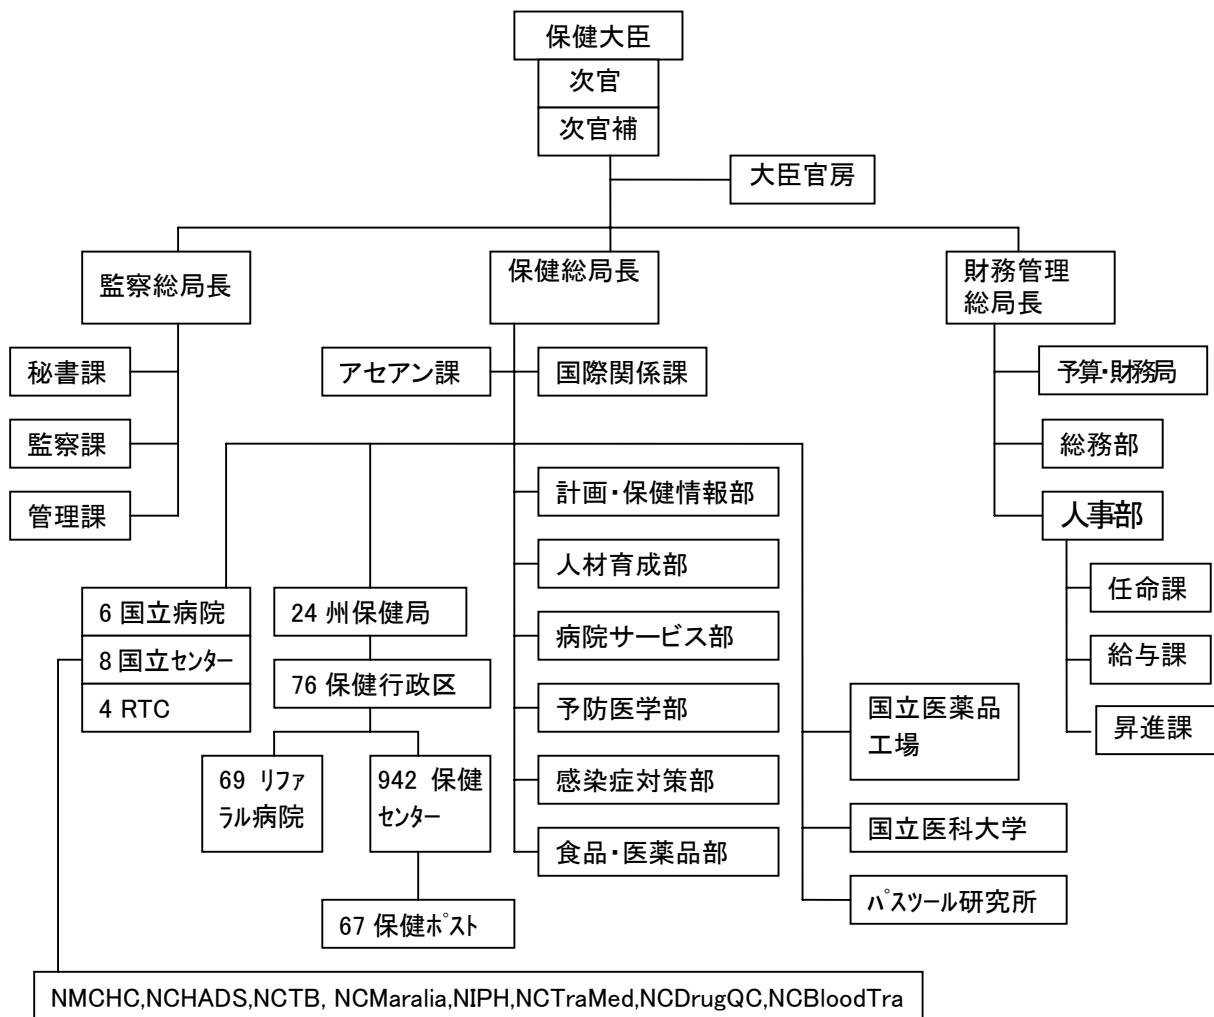 保健大臣
次官
次官補
大臣官房
監察総局長
保健総局長
財務管理
総局長
秘書課
アセアン課
国際関係課
予算・財務局
監察課
総務部
管理課
計画・保健情報部
人事部
人材育成部
任命課
6 国立病院
24 州保健局
病院サービス部
給与課
8 国立ｾﾝﾀｰ
76 保健行政区
4 RTC
予防医学部
国立医薬品
工場
昇進課
69 ﾘﾌｧ
ﾗﾙ病院
942 保健
ｾﾝﾀｰ
感染症対策部
国立医科大学
食品・医薬品部
ﾊﾟｽﾂｰﾙ研究所
67 保健ﾎﾟｽﾄ
NMCHC,NCHADS,NCTB, NCMaralia,NIPH,NCTraMed,NCDrugQC,NCBloodTra